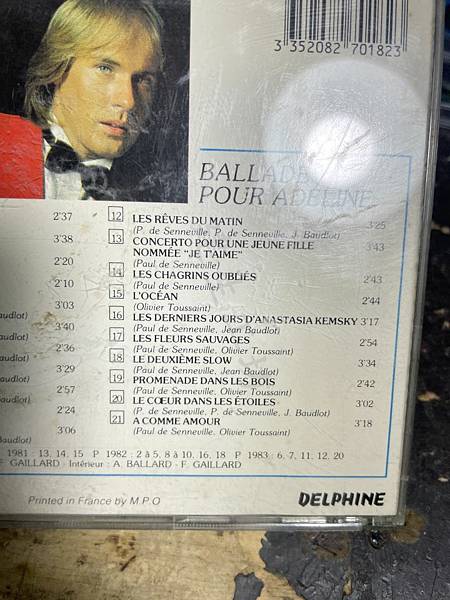 3 352082 701823
BALLADE
POUR ADELINE
2'37
3'38
2'20
2'10
3'03
audlot)
3'40
2'36
3'29
audlot)
2'57
2'24
3'06
Baudlot)
12 LES RÊVES DU MATIN 3'25
(P. de Senneville, P. de Senneville, J. Baudlot)
13 CONCERTO POUR UNE JEUNE FILLE
NOMMÉE "JE T'AIME" 3'43
(Paul de Senneville)
14 LES CHAGRINS OUBLIÉS 2'43
(Paul de Senneville)
15 L'OCÉAN 2'44
(Olivier Toussaint)
16 LES DERNIERS JOURS D'ANASTASIA KEMSKY 3'17
(Paul de Senneville, Jean Baudlot)
17 LES FLEURS SAUVAGES 2'54
(Paul de Senneville, Olivier Toussaint)
18 LE DEUXIÈME SLOW 3'34
(Paul de Senneville, Jean Baudlot)
19 PROMENADE DANS LES BOIS 2'42
(Paul de Senneville, Olivier Toussaint)
20 LE CŒUR DANS LES ÉTOILES 3'02
(P. de Senneville, P. de Senneville, J. Baudlot)
21 A COMME AMOUR 3'18
(Paul de Senneville, Olivier Toussaint)
1981 : 13, 14, 15 P 1982 : 2 à 5, 8 à 10, 16, 18 P 1983 : 6, 7, 11, 12, 20
F. GAILLARD · Intérieur : A. BALLARD - F. GAILLARD
Printed in France by M.P.O
DELPHINE